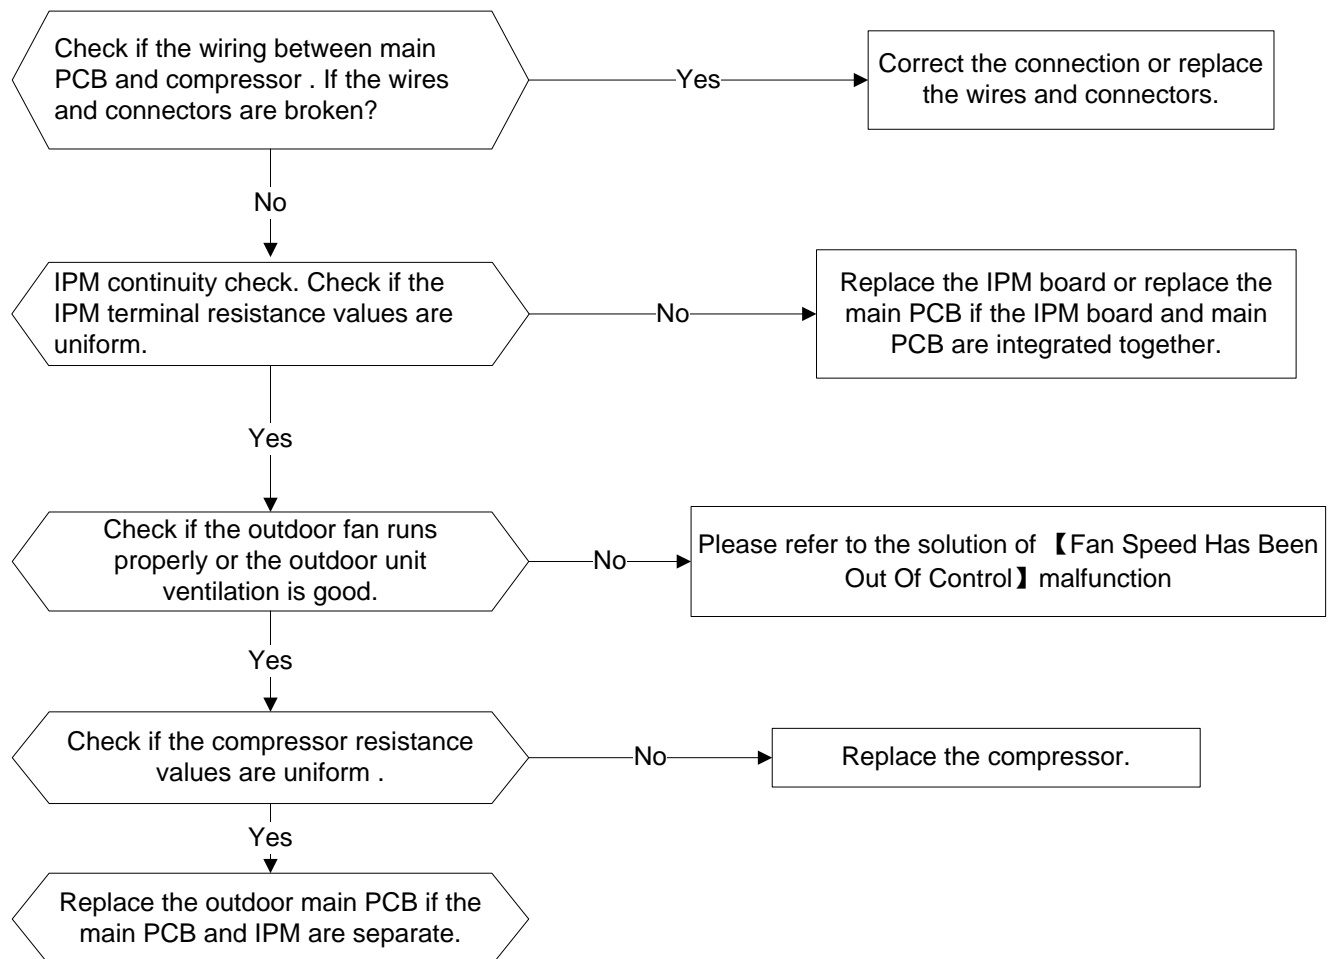 Check if the wiring between main
PCB and compressor . If the wires
and connectors are broken?
Yes
Correct the connection or replace
the wires and connectors.
No
IPM continuity check. Check if the
IPM terminal resistance values are
uniform.
No
Replace the IPM board or replace the
main PCB if the IPM board and main
PCB are integrated together.
Yes
Check if the outdoor fan runs
properly or the outdoor unit
ventilation is good.
No
Please refer to the solution of 【Fan Speed Has Been
Out Of Control】malfunction
Yes
Check if the compressor resistance
values are uniform .
No
Replace the compressor.
Yes
Replace the outdoor main PCB if the
main PCB and IPM are separate.